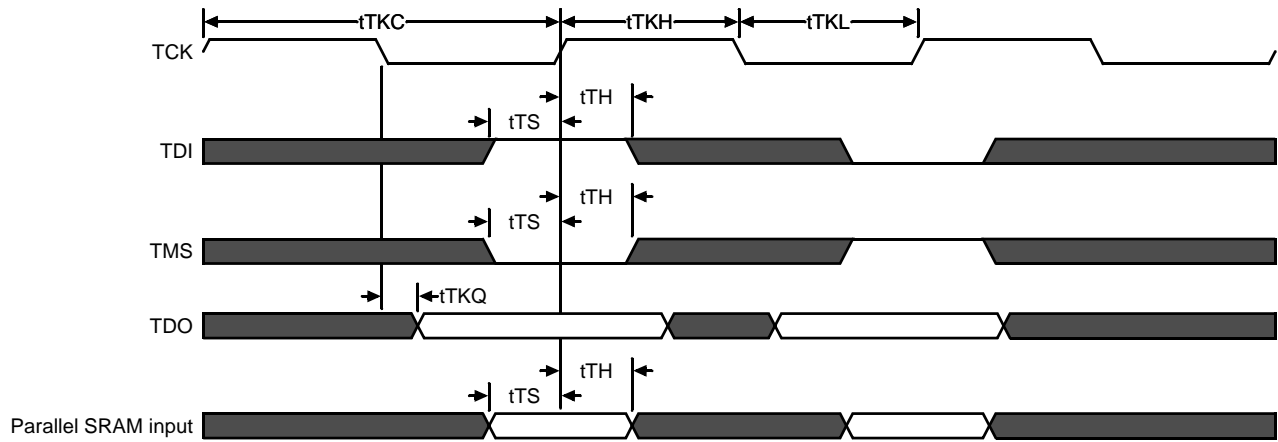 tTKC tTKH tTKL
TCK
tTH
tTS
TDI
tTH
tTS
TMS
tTKQ
TDO
tTH
tTS
Parallel SRAM input